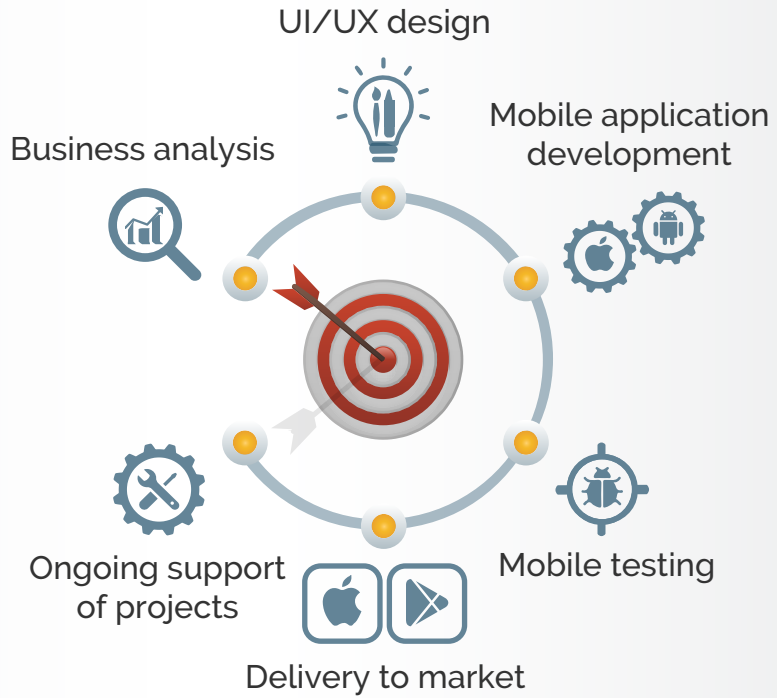 UI/UX design
Mobile application
development
Business analysis
Ongoing support
of projects
Mobile testing
Delivery to market